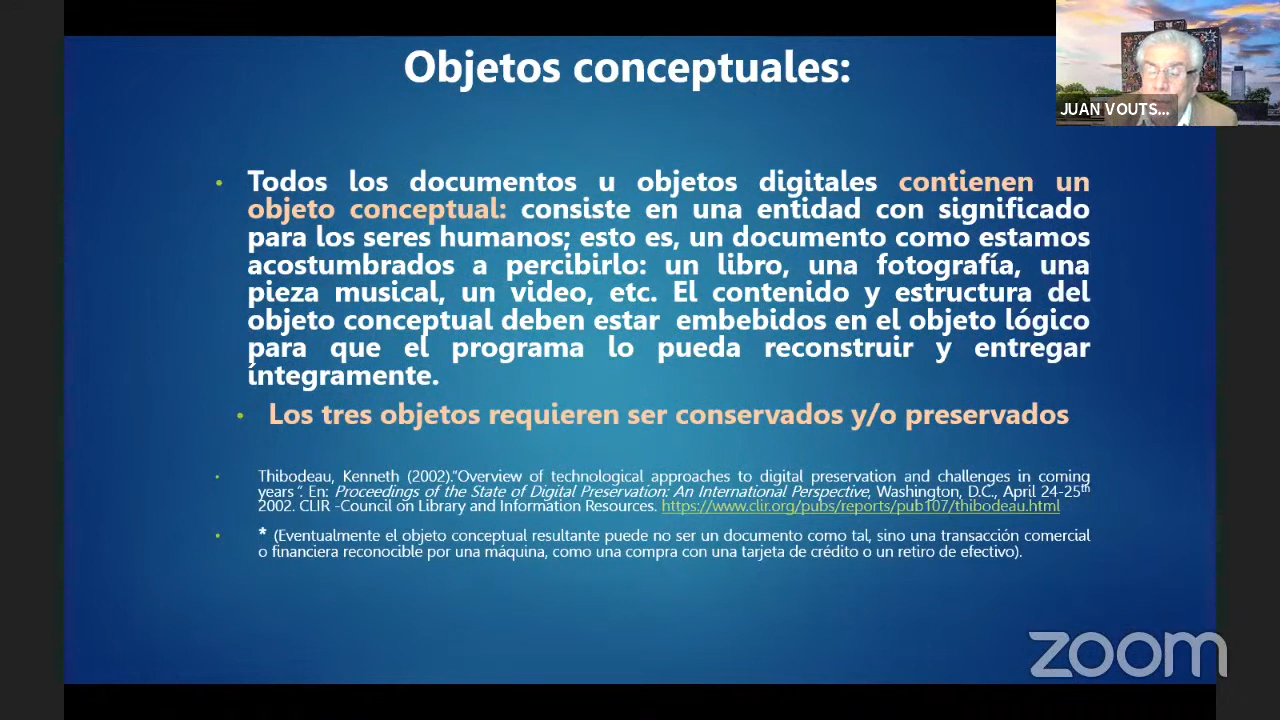 Objetos conceptuales:
JUAN VOUTS...
• Todos los documentos u objetos digitales contienen un
objeto conceptual: consiste en una entidad con significado
para los seres humanos; esto es, un documento como estamos
acostumbrados a percibirlo: un libro, una fotografía, una
pieza musical, un video, etc. El contenido y estructura del
objeto conceptual deben estar embebidos en el objeto lógico
para que el programa lo pueda reconstruir y entregar
íntegramente.
• Los tres objetos requieren ser conservados y/o preservados
• Thibodeau, Kenneth (2002)."Overview of technological approaches to digital preservation and challenges in coming
years". En: Proceedings of the State of Digital Preservation: An International Perspective, Washington, D.C., April 24-25th
2002. CLIR -Council on Library and Information Resources. https://www.clir.org/pubs/reports/pub107/thibodeau.html
• * (Eventualmente el objeto conceptual resultante puede no ser un documento como tal, sino una transacción comercial
o financiera reconocible por una máquina, como una compra con una tarjeta de crédito o un retiro de efectivo).
zoom